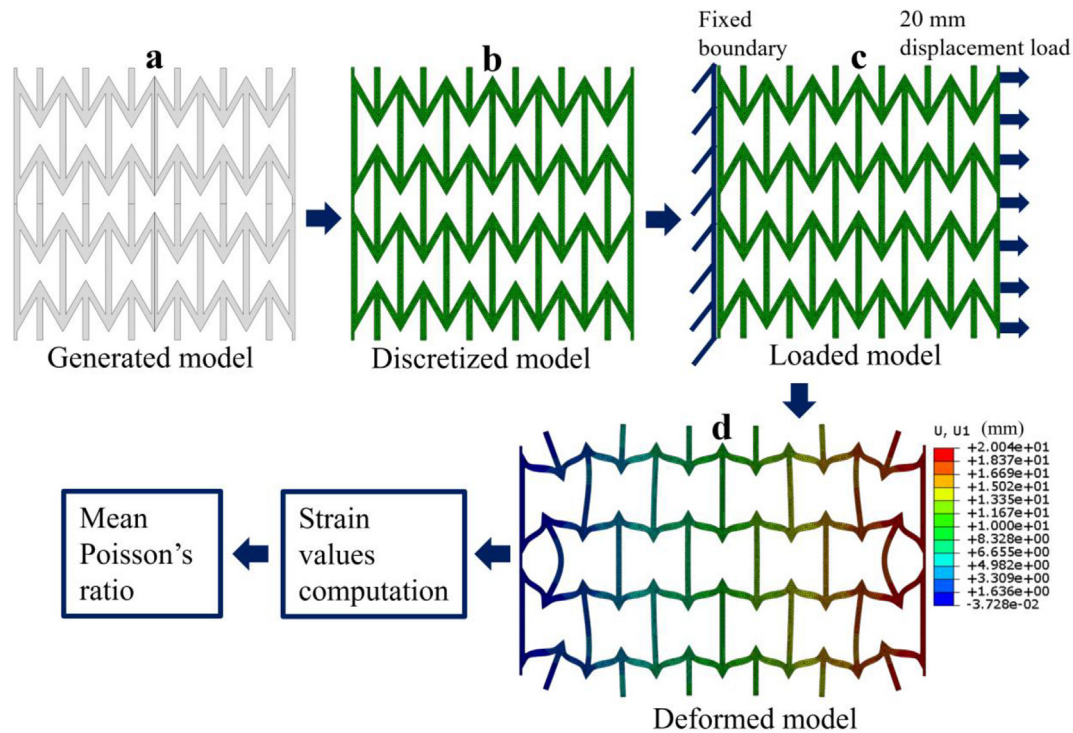 Fixed
boundary
20 mm
displacement load
a
b
c
Generated model
Discretized model
Loaded model
d
U, U1 (mm)
+2.004e+01
+1.837e+01
+1.669e+01
+1.502e+01
+1.335e+01
+1.167e+01
+1.000e+01
+8.328e+00
+6.655e+00
+4.982e+00
+3.309e+00
+1.636e+00
-3.728e-02
Mean
Poisson's
ratio
Strain
values
computation
Deformed model